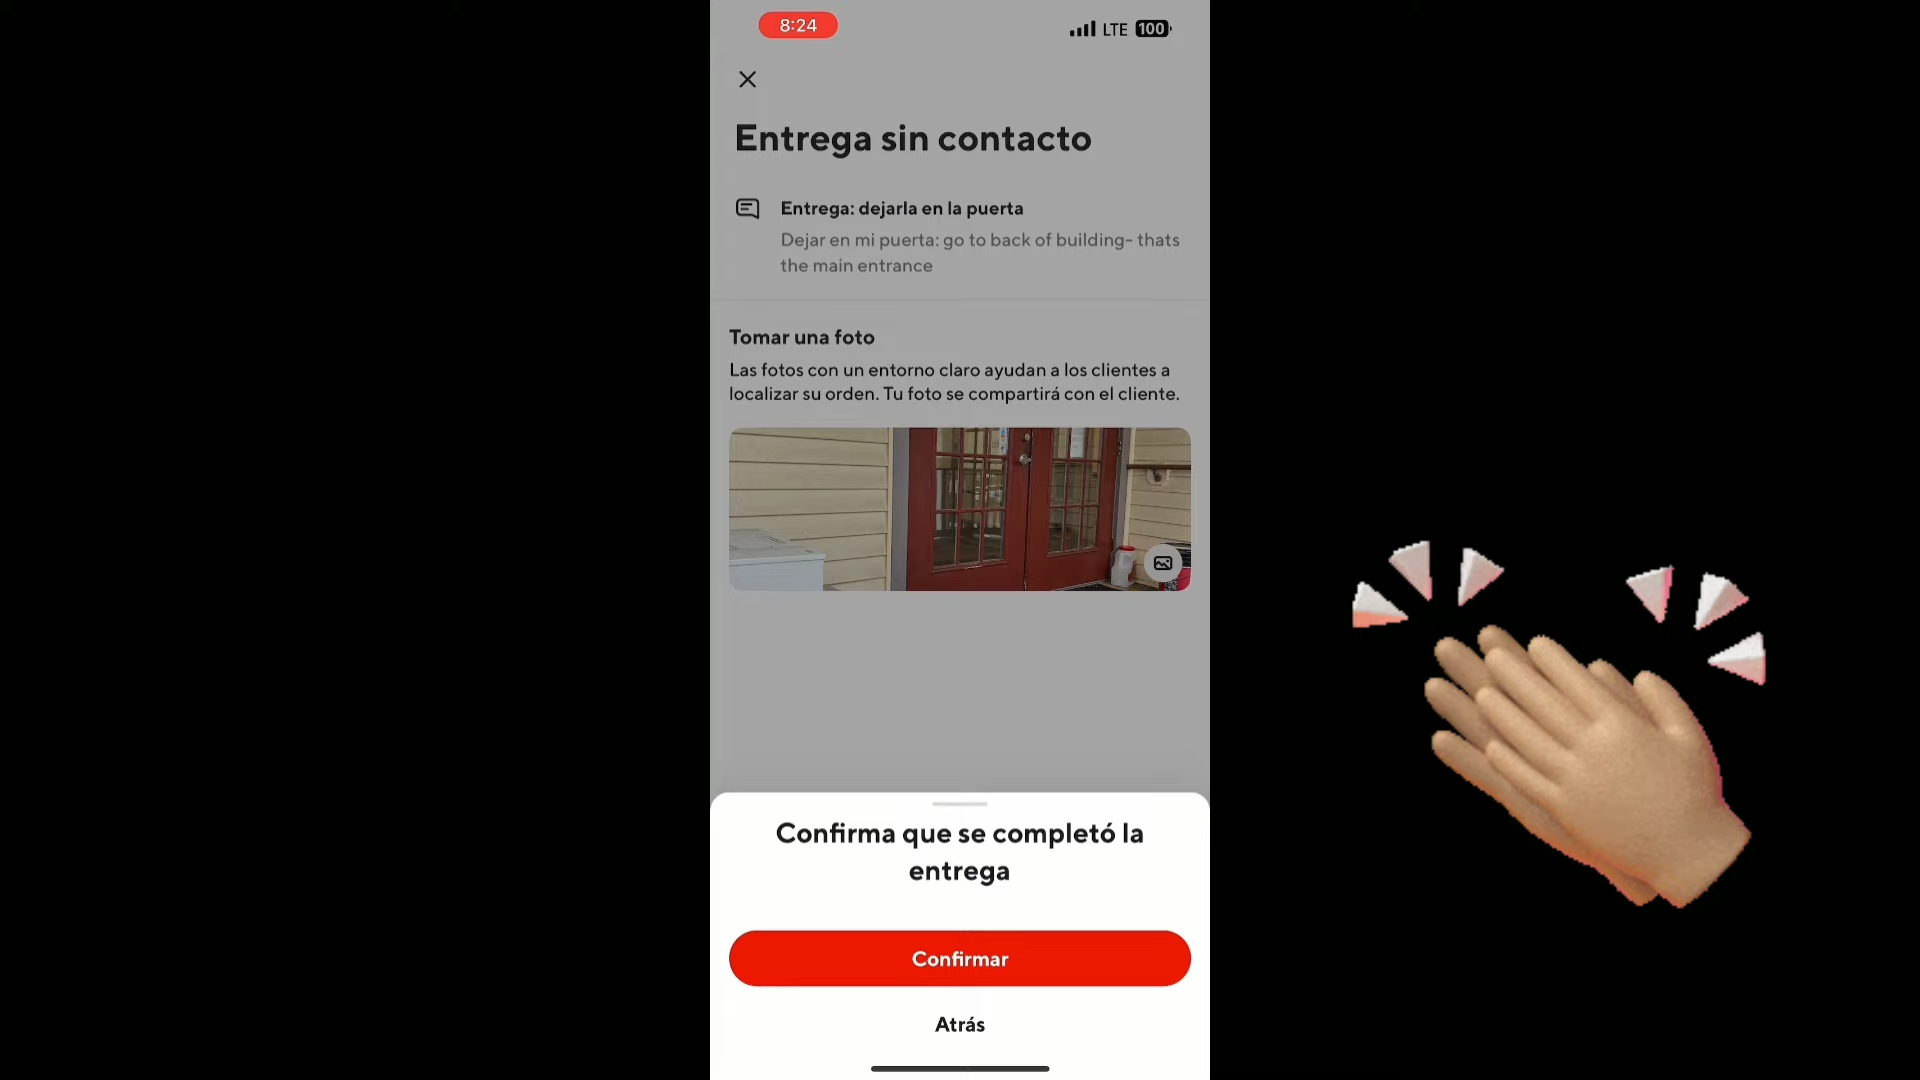 8:24
LTE 100
Entrega sin contacto
Entrega: dejarla en la puerta
Dejar en mi puerta: go to back of building- thats
the main entrance
Tomar una foto
Las fotos con un entorno claro ayudan a los clientes a
localizar su orden. Tu foto se compartirá con el cliente.
Confirma que se completó la
entrega
Confirmar
Atrás